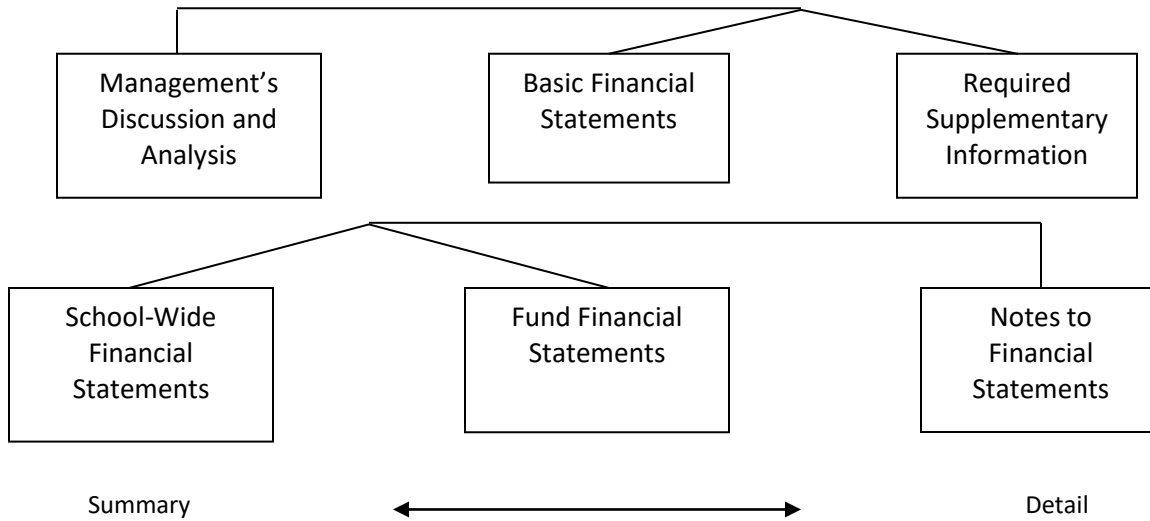 Management’s
Discussion and
Analysis
Basic Financial
Statements
Required
Supplementary
Information
School-Wide
Financial
Statements
Fund Financial
Statements
Notes to
Financial
Statements
Summary
Detail